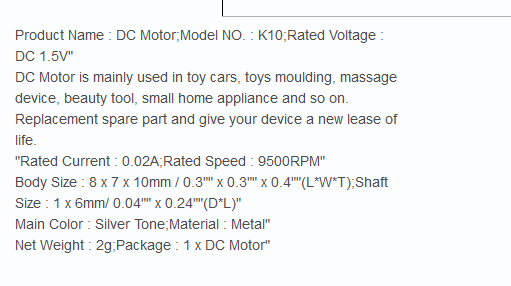 Product Name : DC Motor;Model NO. : K10;Rated Voltage :
DC 1.5V"
DC Motor is mainly used in toy cars, toys moulding, massage
device, beauty tool, small home appliance and so on.
Replacement spare part and give your device a new lease of
life.
"Rated Current : 0.02A;Rated Speed : 9500RPM"
Body Size : 8 x 7 x 10mm / 0.3"" x 0.3"" x 0.4""(L*W*T);Shaft
Size : 1 x 6mm/ 0.04"" x 0.24""(D*L)"
Main Color : Silver Tone;Material : Metal"
Net Weight : 2g;Package : 1 x DC Motor"